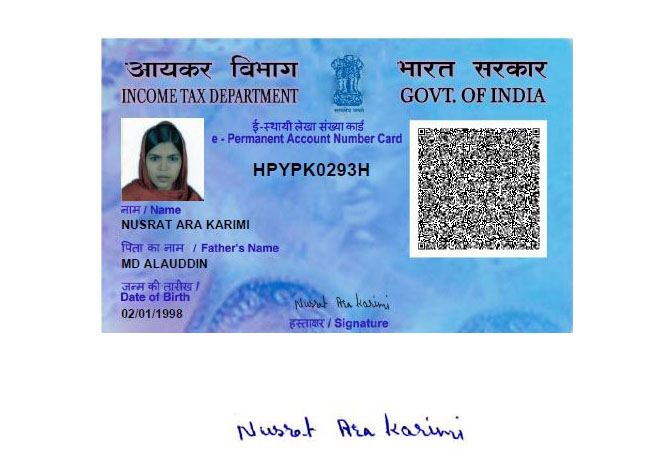 आयकर विभाग
INCOME TAX DEPARTMENT
भारत सरकार
GOVT. OF INDIA
ई-स्थायी लेखा संख्या कार्ड
e - Permanent Account Number Card
HPYPK0293H
नाम / Name
NUSRAT ARA KARIMI
पिता का नाम / Father's Name
MD ALAUDDIN
जन्म की तारीख /
Date of Birth
02/01/1998
Nusrat Ara Karimi
हस्ताक्षर / Signature
Nusrat Ara Karimi